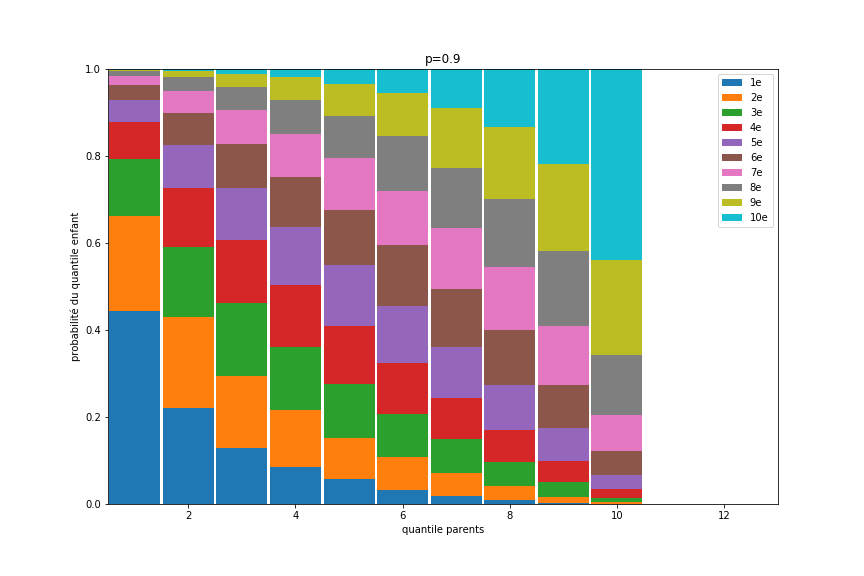 p=0.9
1.0
0.8
0.6
0.4
0.2
0.0
probabilité du quantile enfant
2
4
6
8
10
12
quantile parents
1e
2e
3e
4e
5e
6e
7e
8e
9e
10e